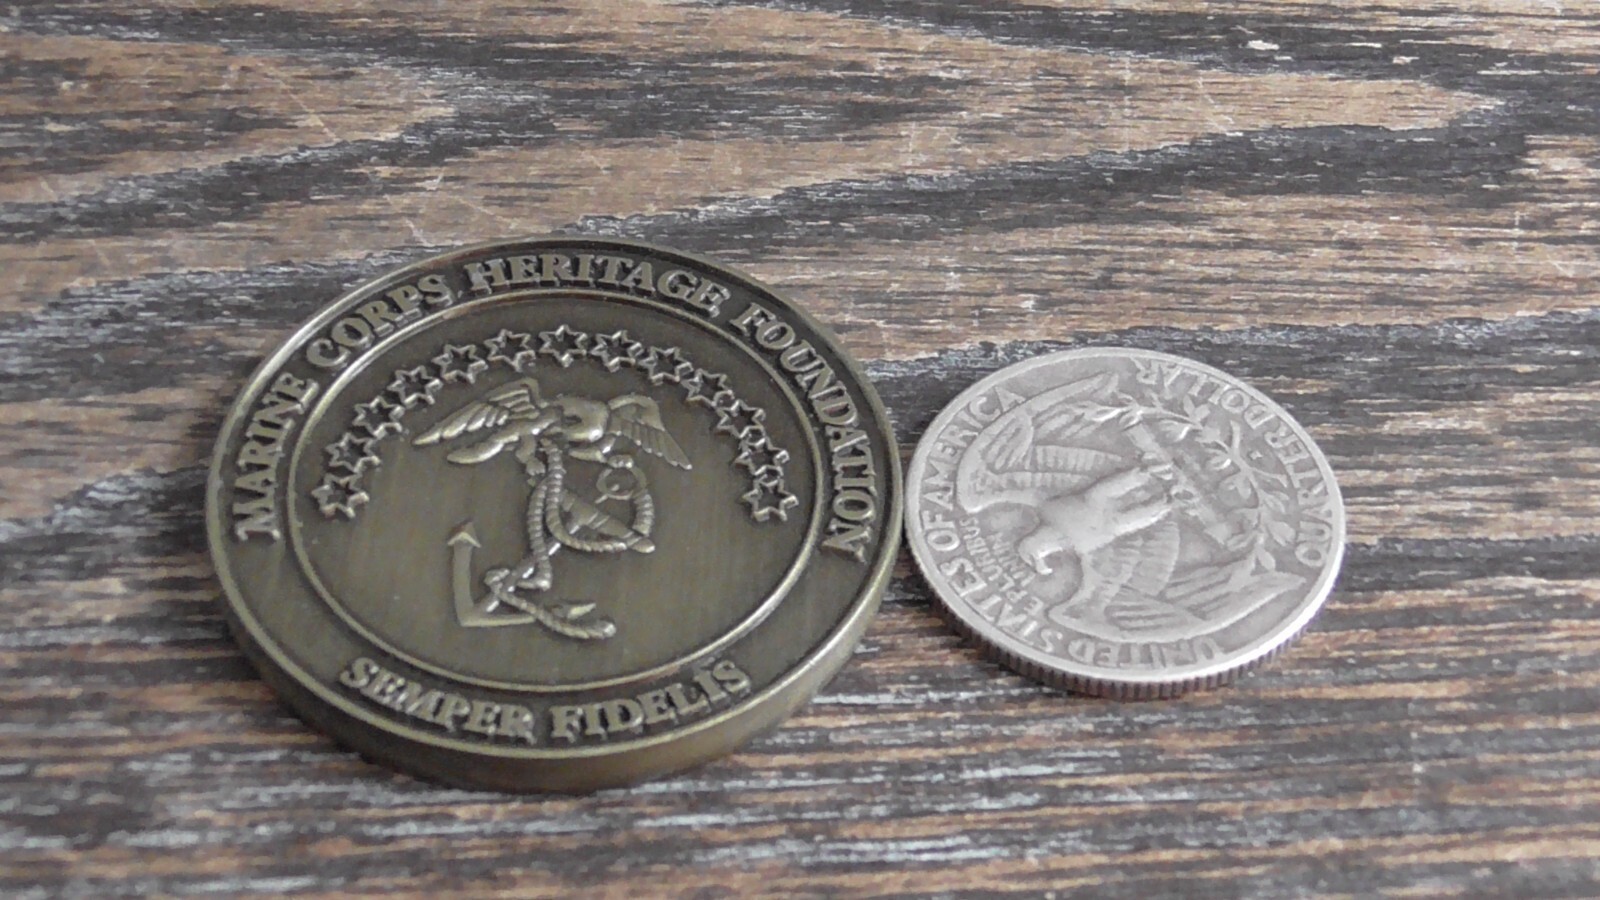 MARINE CORPS HERITAGE FOUNDATION
SEMPER FIDELIS
UNITED STATES OF AMERICA
E PLURIBUS
UNUM
QUARTER DOLLAR